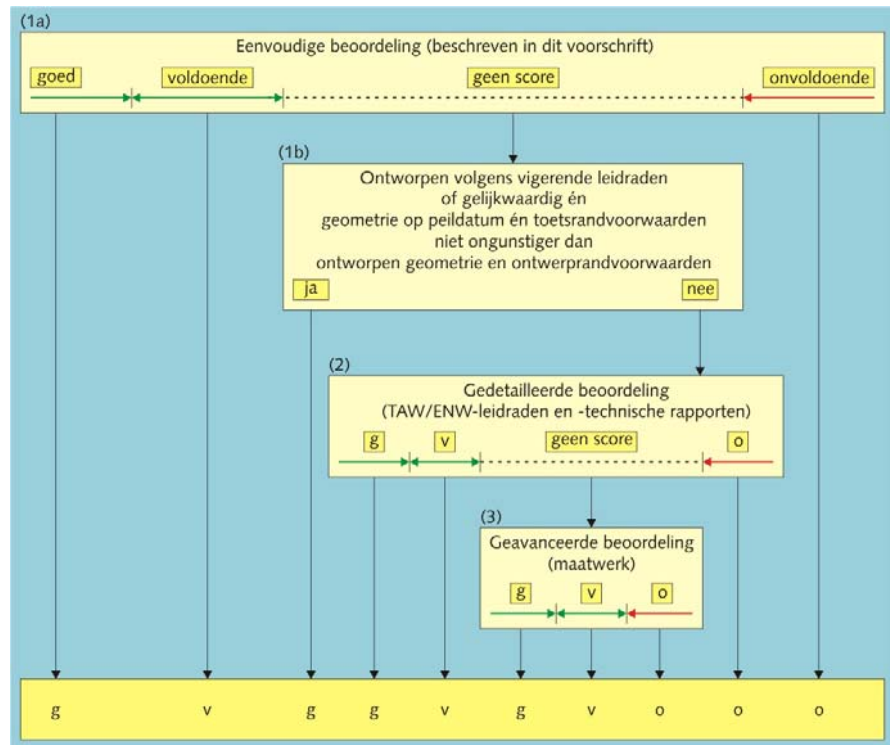 (1a)
Eenvoudige beoordeling (beschreven in dit voorschrift)
goed voldoende geen score onvoldoende
(1b)
Ontworpen volgens vigerende leidraden
of gelijkwaardig én
geometrie op peildatum én toetsrandvoorwaarden
niet ongunstiger dan
ontworpen geometrie en ontwerprandvoorwaarden
ja nee
(2)
Gedetailleerde beoordeling
(TAW/ENW-leidraden en -technische rapporten)
g v geen score o
(3)
Geavanceerde beoordeling
(maatwerk)
g v o
g v g g v g v o o o